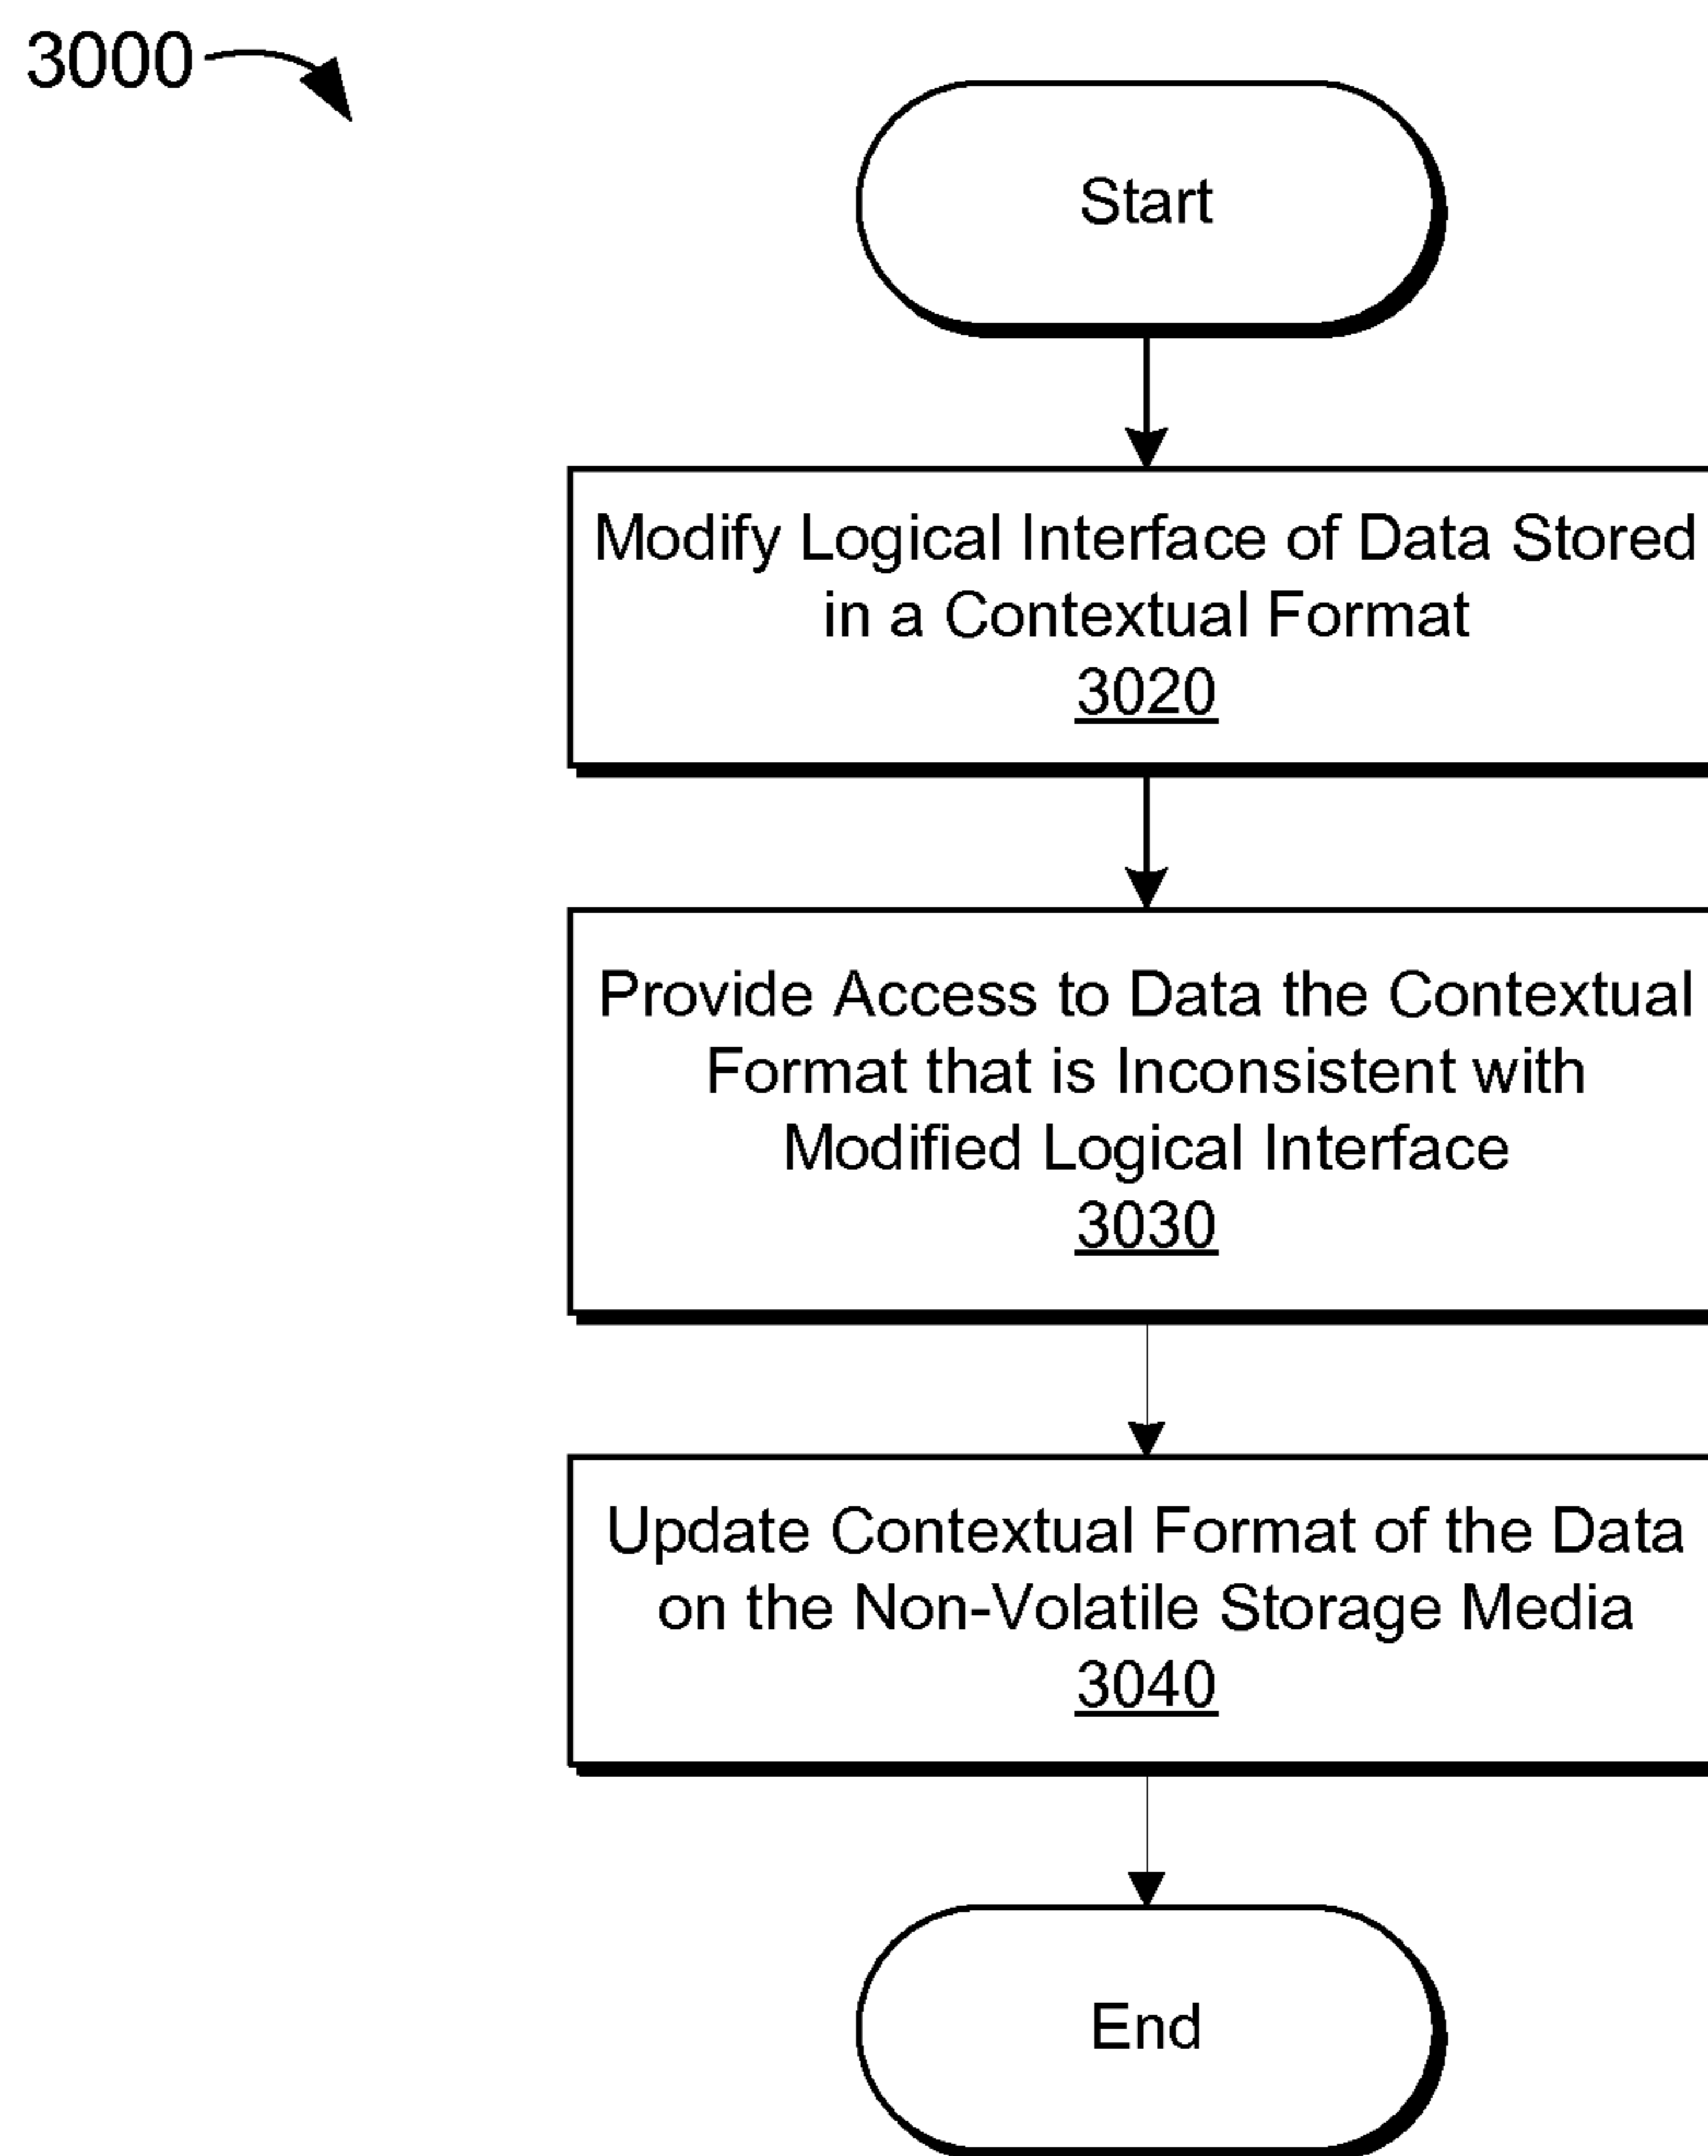 3000
Start
Modify Logical Interface of Data Stored
in a Contextual Format
3020
Provide Access to Data the Contextual
Format that is Inconsistent with
Modified Logical Interface
3030
Update Contextual Format of the Data
on the Non-Volatile Storage Media
3040
End